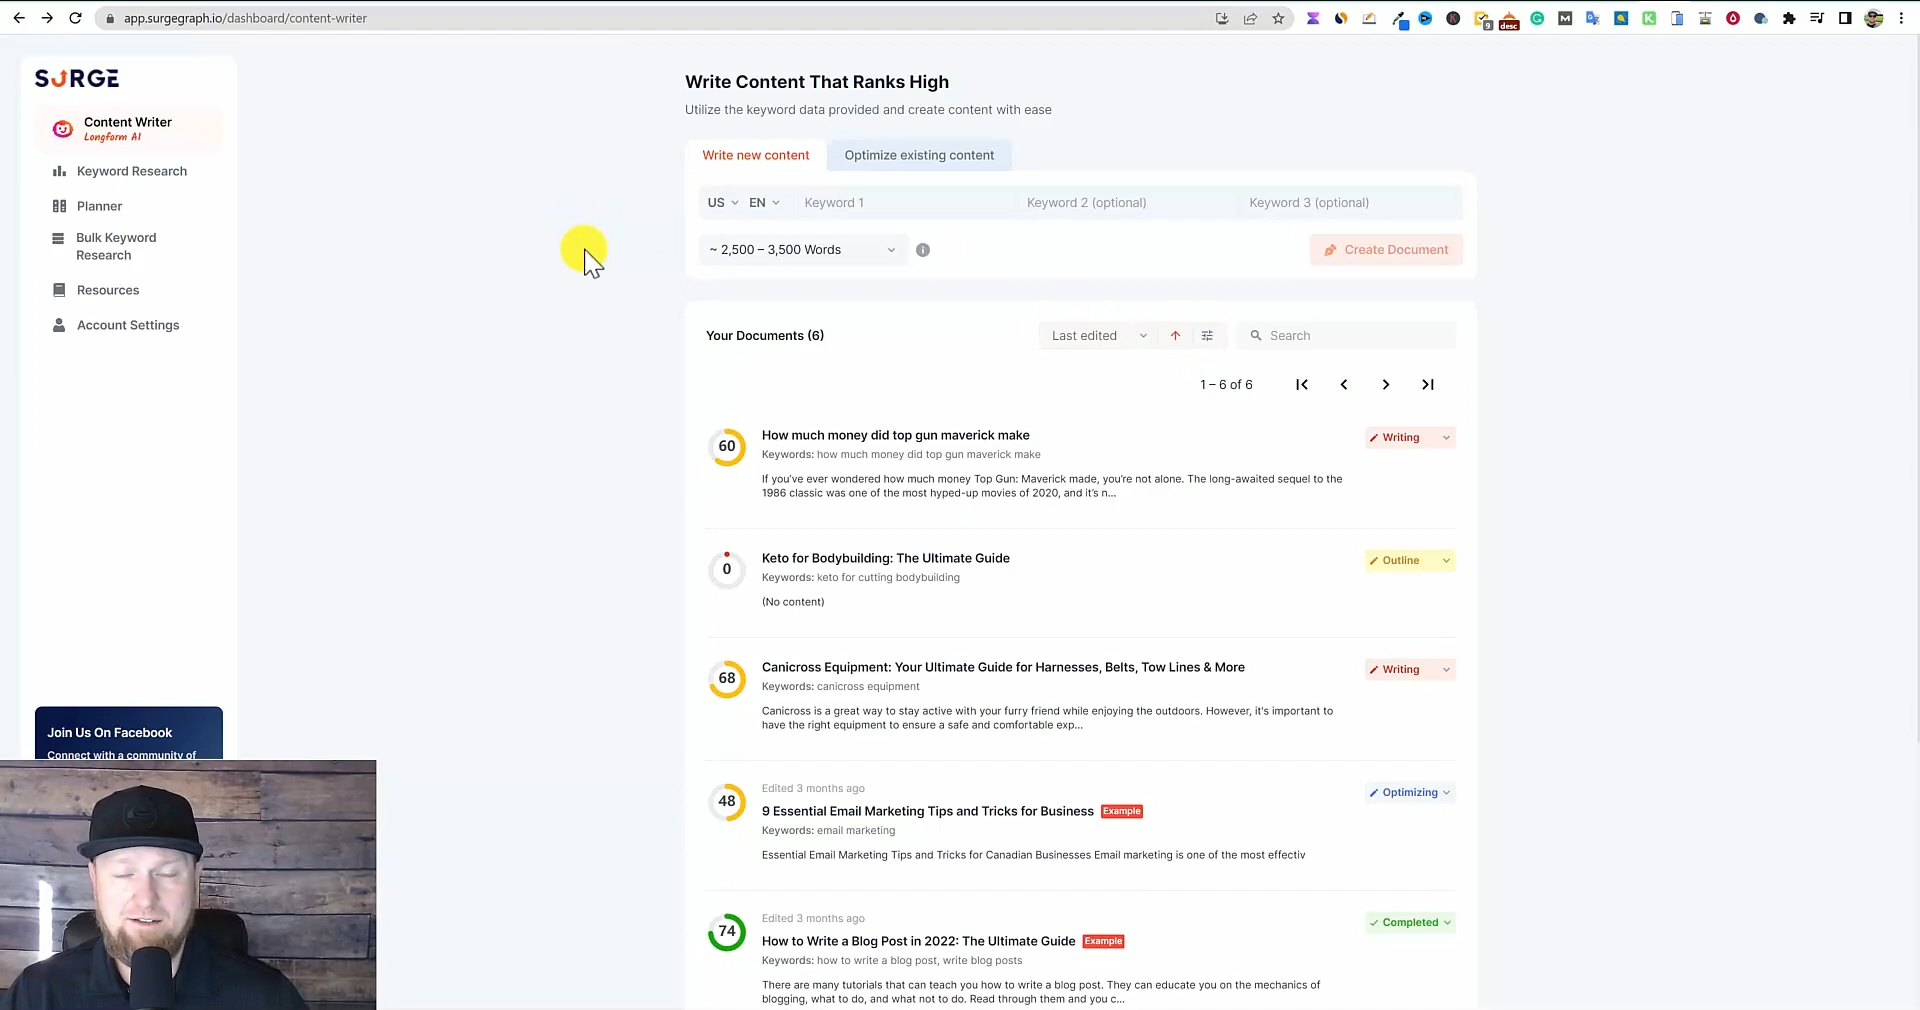 app.surgegraph.io/dashboard/content-writer
9
desc
SURGE
Content Writer
Longform AI
Keyword Research
Planner
Bulk Keyword
Research
Resources
Account Settings
Join Us On Facebook
Connect with a community of
Write Content That Ranks High
Utilize the keyword data provided and create content with ease
Write new content
Optimize existing content
US EN Keyword 1 Keyword 2 (optional) Keyword 3 (optional)
~ 2,500 – 3,500 Words
Create Document
Your Documents (6)
Last edited
Search
1 – 6 of 6
60
How much money did top gun maverick make
Writing
Keywords: how much money did top gun maverick make
If you've ever wondered how much money Top Gun: Maverick made, you're not alone. The long-awaited sequel to the
1986 classic was one of the most hyped-up movies of 2020, and it's n...
0
Keto for Bodybuilding: The Ultimate Guide
Outline
Keywords: keto for cutting bodybuilding
(No content)
68
Canicross Equipment: Your Ultimate Guide for Harnesses, Belts, Tow Lines & More
Writing
Keywords: canicross equipment
Canicross is a great way to stay active with your furry friend while enjoying the outdoors. However, it's important to
have the right equipment to ensure a safe and comfortable exp...
48
Edited 3 months ago
Optimizing
9 Essential Email Marketing Tips and Tricks for Business Example
Keywords: email marketing
Essential Email Marketing Tips and Tricks for Canadian Businesses Email marketing is one of the most effectiv
74
Edited 3 months ago
Completed
How to Write a Blog Post in 2022: The Ultimate Guide Example
Keywords: how to write a blog post, write blog posts
There are many tutorials that can teach you how to write a blog post. They can educate you on the mechanics of
blogging, what to do, and what not to do. Read through them and you c...